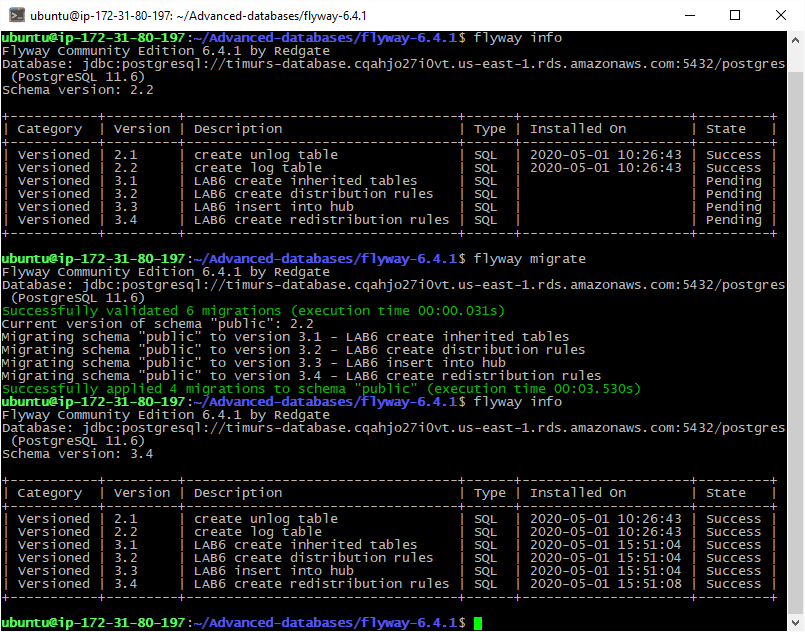 ubuntu@ip-172-31-80-197: ~/Advanced-databases/flyway-6.4.1
ubuntu@ip-172-31-80-197:~/Advanced-databases/flyway-6.4.1$ flyway info
Flyway Community Edition 6.4.1 by Redgate
Database: jdbc:postgresql://timurs-database.cqahjo27i0vt.us-east-1.rds.amazonaws.com:5432/postgres
 (PostgreSQL 11.6)
Schema version: 2.2

+-----------+---------+---------------------------------+------+---------------------+---------+
| Category  | Version | Description                     | Type | Installed On        | State   |
+-----------+---------+---------------------------------+------+---------------------+---------+
| Versioned | 2.1     | create unlog table              | SQL  | 2020-05-01 10:26:43 | Success |
| Versioned | 2.2     | create log table                | SQL  | 2020-05-01 10:26:43 | Success |
| Versioned | 3.1     | LAB6 create inherited tables    | SQL  |                     | Pending |
| Versioned | 3.2     | LAB6 create distribution rules  | SQL  |                     | Pending |
| Versioned | 3.3     | LAB6 insert into hub            | SQL  |                     | Pending |
| Versioned | 3.4     | LAB6 create redistribution rules | SQL  |                     | Pending |
+-----------+---------+---------------------------------+------+---------------------+---------+

ubuntu@ip-172-31-80-197:~/Advanced-databases/flyway-6.4.1$ flyway migrate
Flyway Community Edition 6.4.1 by Redgate
Database: jdbc:postgresql://timurs-database.cqahjo27i0vt.us-east-1.rds.amazonaws.com:5432/postgres
 (PostgreSQL 11.6)
Successfully validated 6 migrations (execution time 00:00.031s)
Current version of schema "public": 2.2
Migrating schema "public" to version 3.1 - LAB6 create inherited tables
Migrating schema "public" to version 3.2 - LAB6 create distribution rules
Migrating schema "public" to version 3.3 - LAB6 insert into hub
Migrating schema "public" to version 3.4 - LAB6 create redistribution rules
Successfully applied 4 migrations to schema "public" (execution time 00:03.530s)
ubuntu@ip-172-31-80-197:~/Advanced-databases/flyway-6.4.1$ flyway info
Flyway Community Edition 6.4.1 by Redgate
Database: jdbc:postgresql://timurs-database.cqahjo27i0vt.us-east-1.rds.amazonaws.com:5432/postgres
 (PostgreSQL 11.6)
Schema version: 3.4

+-----------+---------+---------------------------------+------+---------------------+---------+
| Category  | Version | Description                     | Type | Installed On        | State   |
+-----------+---------+---------------------------------+------+---------------------+---------+
| Versioned | 2.1     | create unlog table              | SQL  | 2020-05-01 10:26:43 | Success |
| Versioned | 2.2     | create log table                | SQL  | 2020-05-01 10:26:43 | Success |
| Versioned | 3.1     | LAB6 create inherited tables    | SQL  | 2020-05-01 15:51:04 | Success |
| Versioned | 3.2     | LAB6 create distribution rules  | SQL  | 2020-05-01 15:51:04 | Success |
| Versioned | 3.3     | LAB6 insert into hub            | SQL  | 2020-05-01 15:51:04 | Success |
| Versioned | 3.4     | LAB6 create redistribution rules | SQL  | 2020-05-01 15:51:08 | Success |
+-----------+---------+---------------------------------+------+---------------------+---------+

ubuntu@ip-172-31-80-197:~/Advanced-databases/flyway-6.4.1$